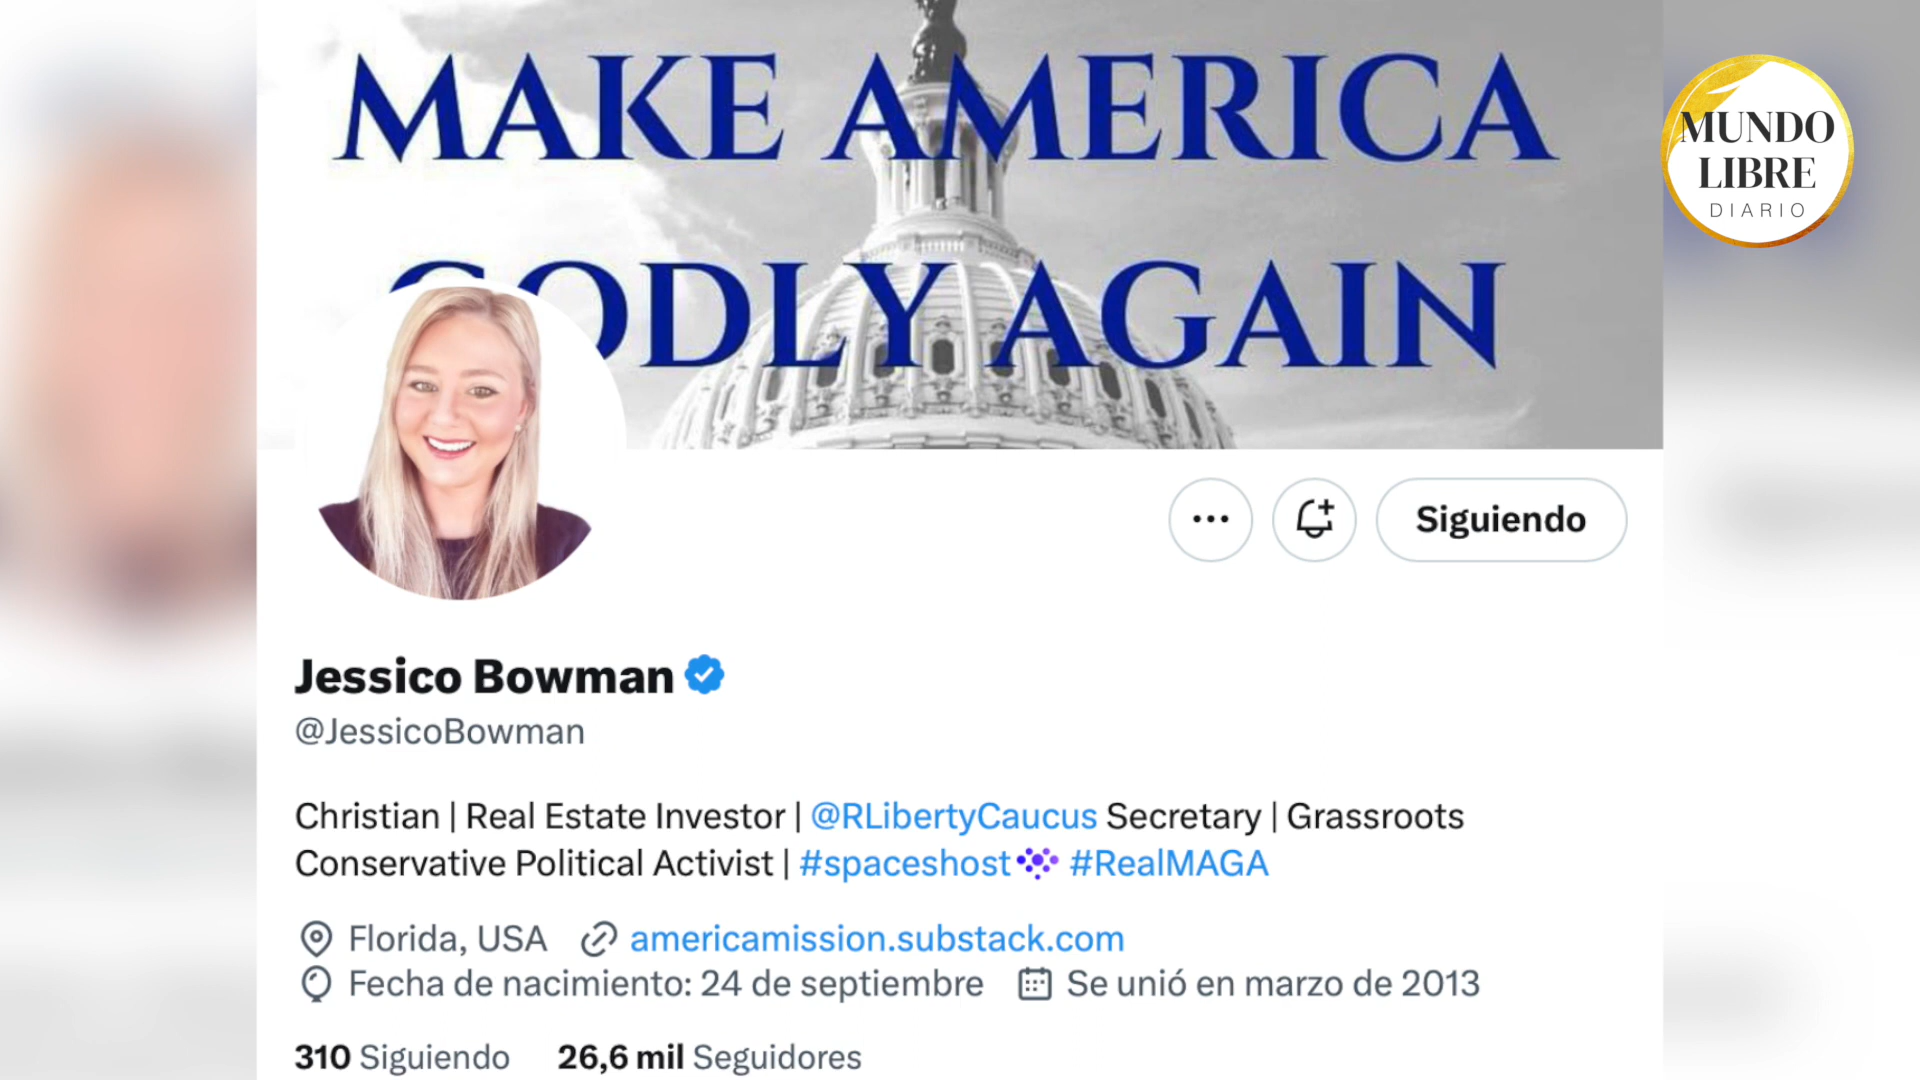 MAKE AMERICA
GODLY AGAIN
MUNDO
LIBRE
DIARIO
Siguiendo
Jessico Bowman
@JessicoBowman
Christian | Real Estate Investor | @RLibertyCaucus Secretary | Grassroots
Conservative Political Activist | #spaceshost #RealMAGA
Florida, USA americamission.substack.com
Fecha de nacimiento: 24 de septiembre Se unió en marzo de 2013
310 Siguiendo 26,6 mil Seguidores